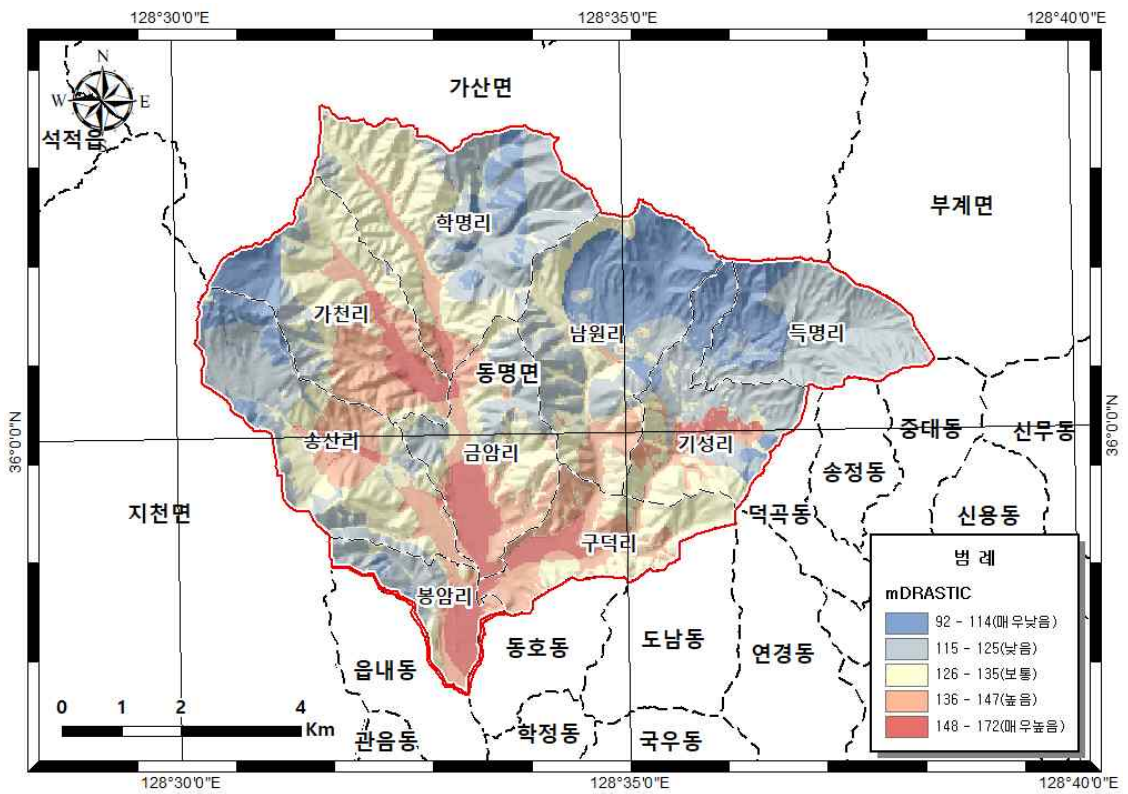 128°30'0"E
128°35'0"E
128°40'0"E
N
W
E
S
가산면
석적읍
부계면
학명리
가천리
남원리
득명리
동명면
36°0'0"N
36°0'0"N
송산리
금암리
기성리
중대동
신무동
송정동
지천면
덕곡동
신용동
구덕리
봉암리
동호동
도남동
연경동
읍내동
관음동
학정동
국우동
범 례
mDRASTIC
92 - 114(매우낮음)
115 - 125(낮음)
126 - 135(보통)
136 - 147(높음)
148 - 172(매우높음)
0 1 2 4
Km
128°30'0"E
128°35'0"E
128°40'0"E